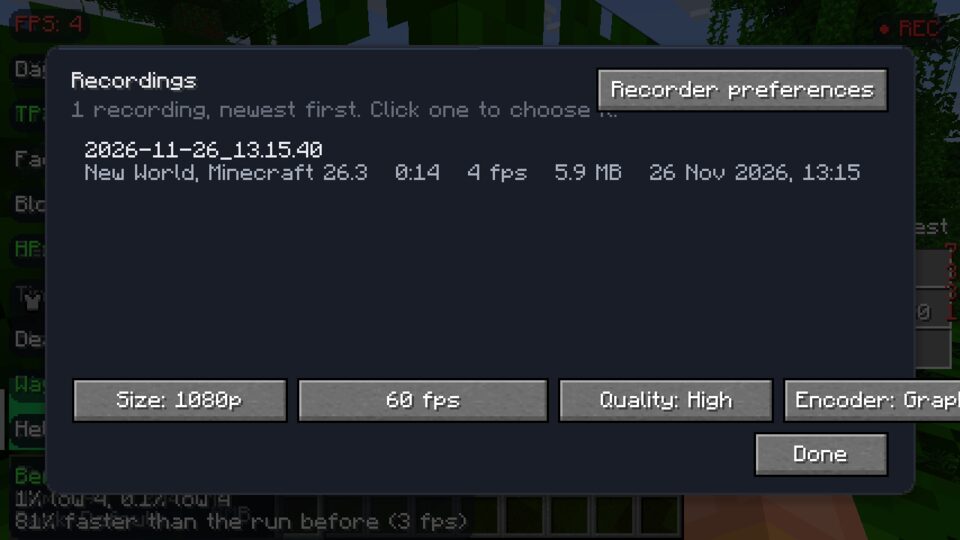 FPS: 4
REC
Recordings
Recorder preferences
1 recording, newest first. Click one to choose it.
2026-11-26_13.15.40
New World, Minecraft 26.3 0:14 4 fps 5.9 MB 26 Nov 2026, 13:15
Size: 1080p
60 fps
Quality: High
Encoder: Grap
Done
1% low 4, 0.1% low 4
81% faster than the run before (3 fps)